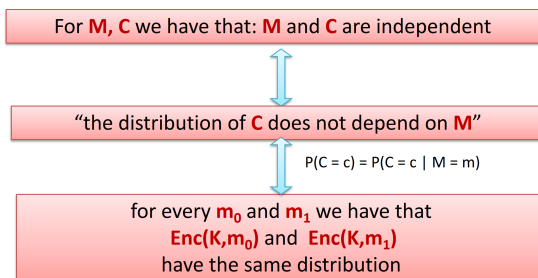 For M, C we have that: M and C are independent
“the distribution of C does not depend on M”
P(C = c) = P(C = c | M = m)
for every m₀ and m₁ we have that
Enc(K,m₀) and Enc(K,m₁)
have the same distribution